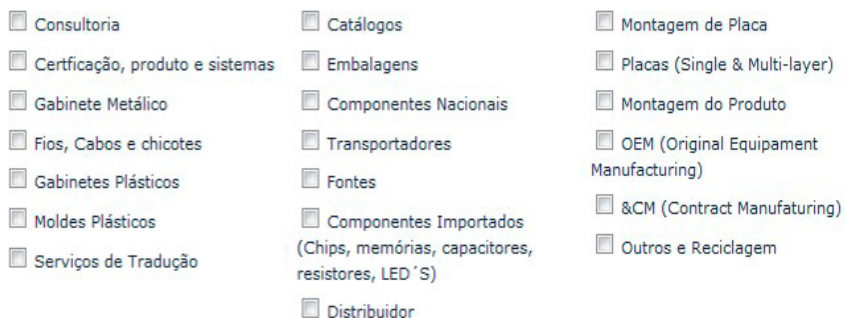 Consultoria
Certficação, produto e sistemas
Gabinete Metálico
Fios, Cabos e chicotes
Gabinetes Plásticos
Moldes Plásticos
Serviços de Tradução
Catálogos
Embalagens
Componentes Nacionais
Transportadores
Fontes
Componentes Importados
(Chips, memórias, capacitores,
resistores, LED´S)
Distribuidor
Montagem de Placa
Placas (Single & Multi-layer)
Montagem do Produto
OEM (Original Equipament
Manufacturing)
&CM (Contract Manufaturing)
Outros e Reciclagem